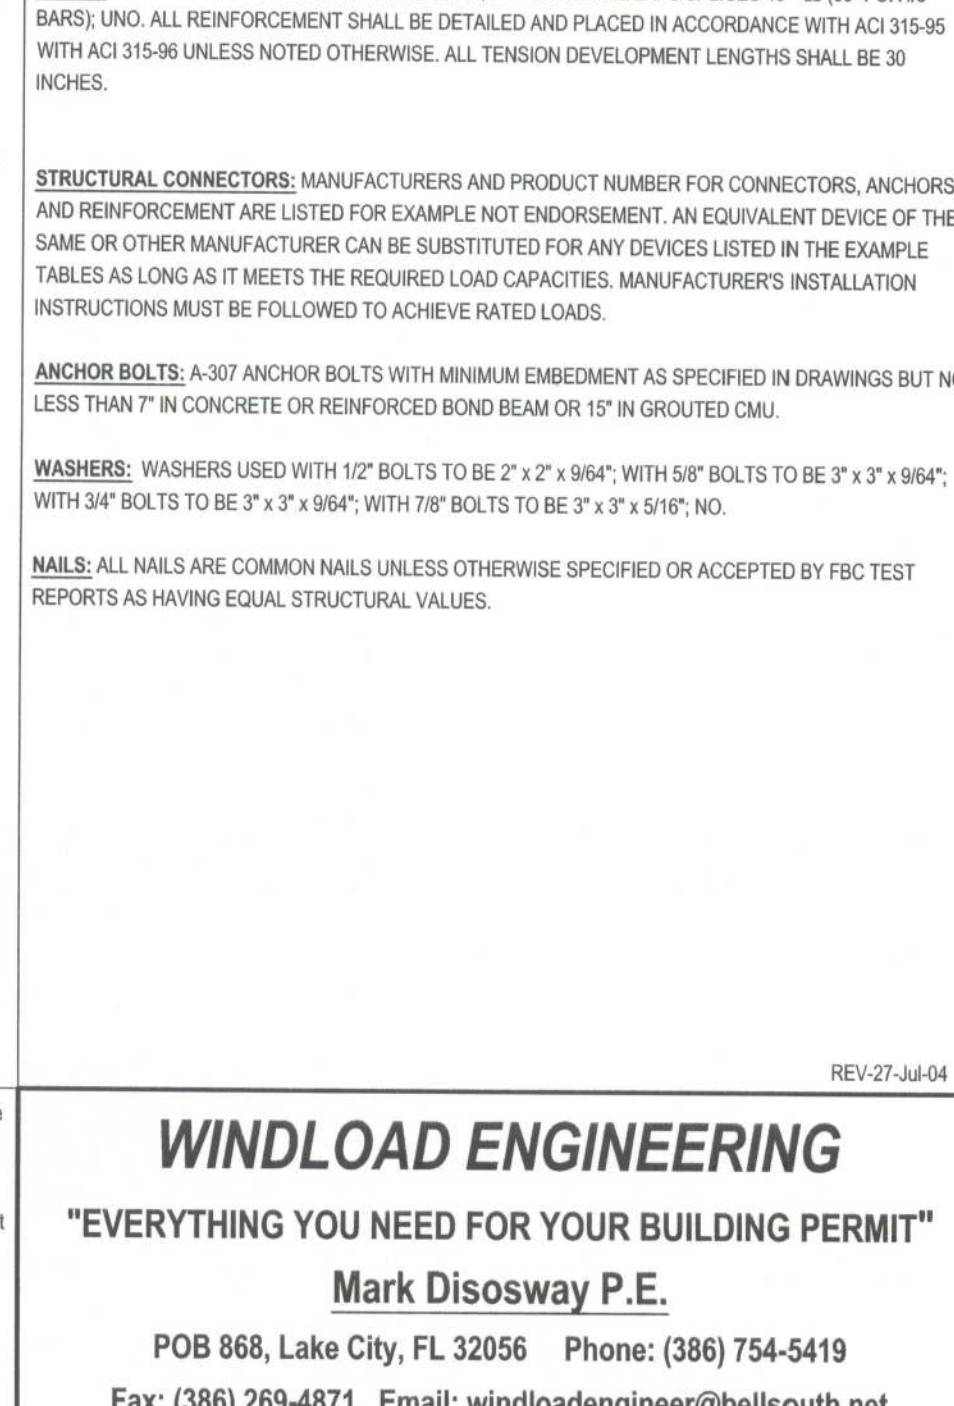 BARS); UNO. ALL REINFORCEMENT SHALL BE DETAILED AND PLACED IN ACCORDANCE WITH ACI 315-95
WITH ACI 315-96 UNLESS NOTED OTHERWISE. ALL TENSION DEVELOPMENT LENGTHS SHALL BE 30
INCHES.
STRUCTURAL CONNECTORS: MANUFACTURERS AND PRODUCT NUMBER FOR CONNECTORS, ANCHORS
AND REINFORCEMENT ARE LISTED FOR EXAMPLE NOT ENDORSEMENT. AN EQUIVALENT DEVICE OF THE
SAME OR OTHER MANUFACTURER CAN BE SUBSTITUTED FOR ANY DEVICES LISTED IN THE EXAMPLE
TABLES AS LONG AS IT MEETS THE REQUIRED LOAD CAPACITIES. MANUFACTURER'S INSTALLATION
INSTRUCTIONS MUST BE FOLLOWED TO ACHIEVE RATED LOADS.
ANCHOR BOLTS: A-307 ANCHOR BOLTS WITH MINIMUM EMBEDMENT AS SPECIFIED IN DRAWINGS BUT NO
LESS THAN 7" IN CONCRETE OR REINFORCED BOND BEAM OR 15" IN GROUTED CMU.
WASHERS: WASHERS USED WITH 1/2" BOLTS TO BE 2" x 2" x 9/64"; WITH 5/8" BOLTS TO BE 3" x 3" x 9/64";
WITH 3/4" BOLTS TO BE 3" x 3" x 9/64"; WITH 7/8" BOLTS TO BE 3" x 3" x 5/16"; NO.
NAILS: ALL NAILS ARE COMMON NAILS UNLESS OTHERWISE SPECIFIED OR ACCEPTED BY FBC TEST
REPORTS AS HAVING EQUAL STRUCTURAL VALUES.
REV-27-Jul-04
WINDLOAD ENGINEERING
"EVERYTHING YOU NEED FOR YOUR BUILDING PERMIT"
Mark Disosway P.E.
POB 868, Lake City, FL 32056 Phone: (386) 754-5419
Fax: (386) 269-4871 Email: windloadengineer@bellsouth.net